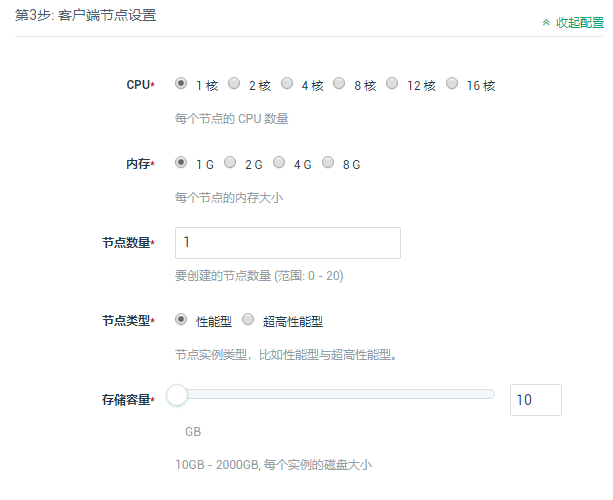 第3步: 客户端节点设置
收起配置
CPU* 1 核 2 核 4 核 8 核 12 核 16 核
每个节点的 CPU 数量
内存* 1 G 2 G 4 G 8 G
每个节点的内存大小
节点数量* 1
要创建的节点数量 (范围: 0 - 20)
节点类型* 性能型 超高性能型
节点实例类型，比如性能型与超高性能型。
存储容量* 10
GB
10GB - 2000GB, 每个实例的磁盘大小